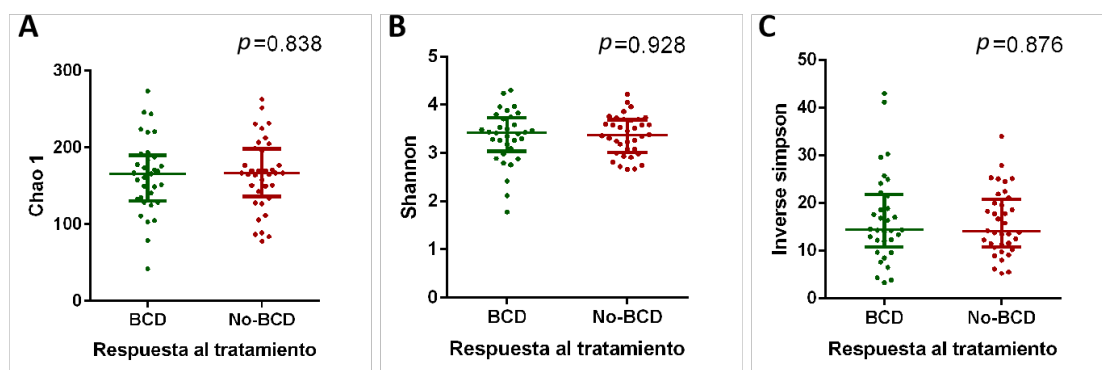 A
p=0.838
Chao 1
300
200
100
0
BCD
No-BCD
Respuesta al tratamiento
B
p=0.928
Shannon
5
4
3
2
1
0
BCD
No-BCD
Respuesta al tratamiento
C
p=0.876
Inverse simpson
50
40
30
20
10
0
BCD
No-BCD
Respuesta al tratamiento